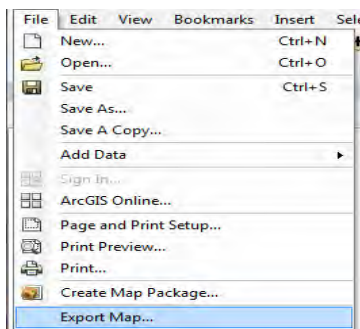 File Edit View Bookmarks Insert Sele
New... Ctrl+N
Open... Ctrl+O
Save Ctrl+S
Save As...
Save A Copy...
Add Data
Sign In...
ArcGIS Online...
Page and Print Setup...
Print Preview...
Print...
Create Map Package...
Export Map...